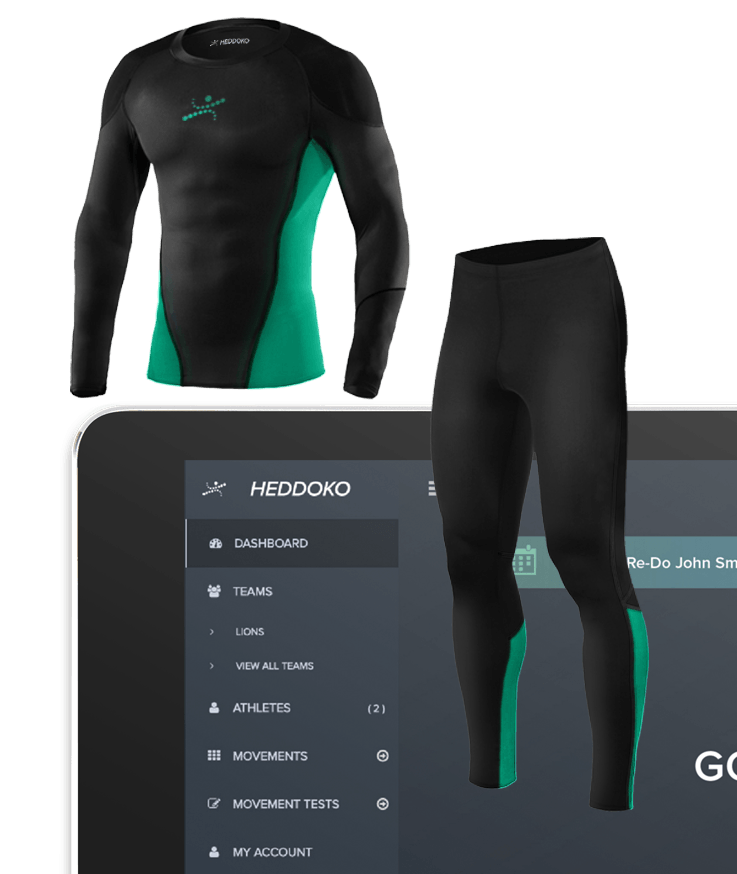 HEDDOKO
HEDDOKO
DASHBOARD
TEAMS
LIONS
VIEW ALL TEAMS
ATHLETES (2)
MOVEMENTS
MOVEMENT TESTS
MY ACCOUNT
Re-Do John Sm
GO